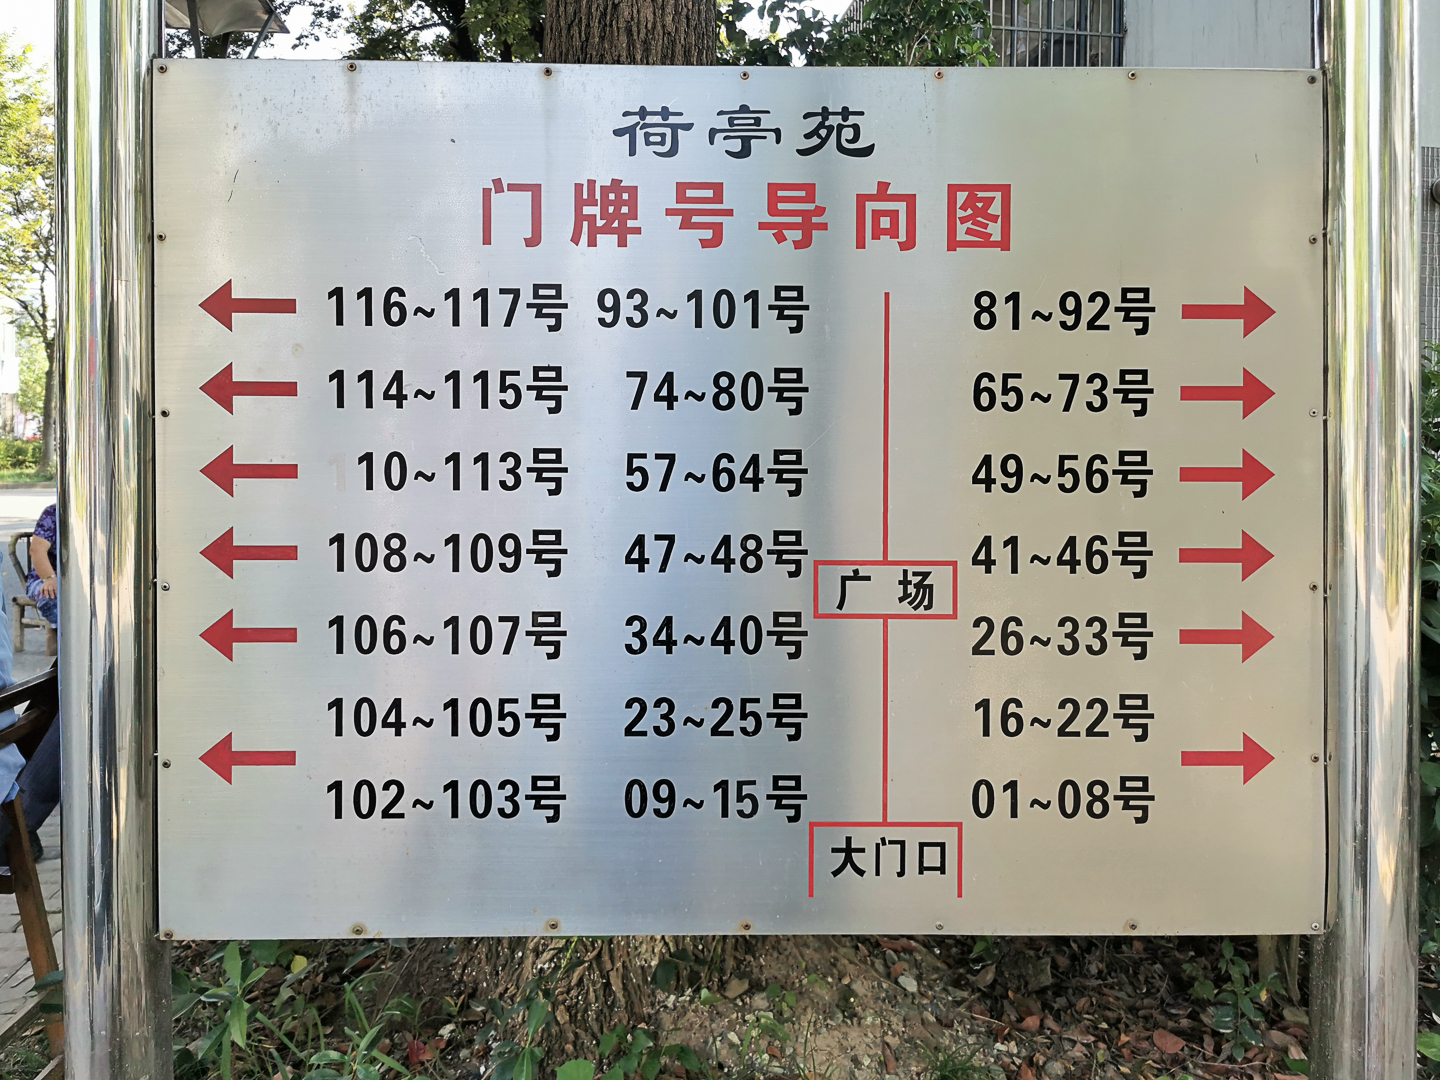 荷亭苑
门牌号导向图
116~117号 93~101号 81~92号
114~115号 74~80号 65~73号
110~113号 57~64号 49~56号
108~109号 47~48号 41~46号
广场
106~107号 34~40号 26~33号
104~105号 23~25号 16~22号
102~103号 09~15号 01~08号
大门口